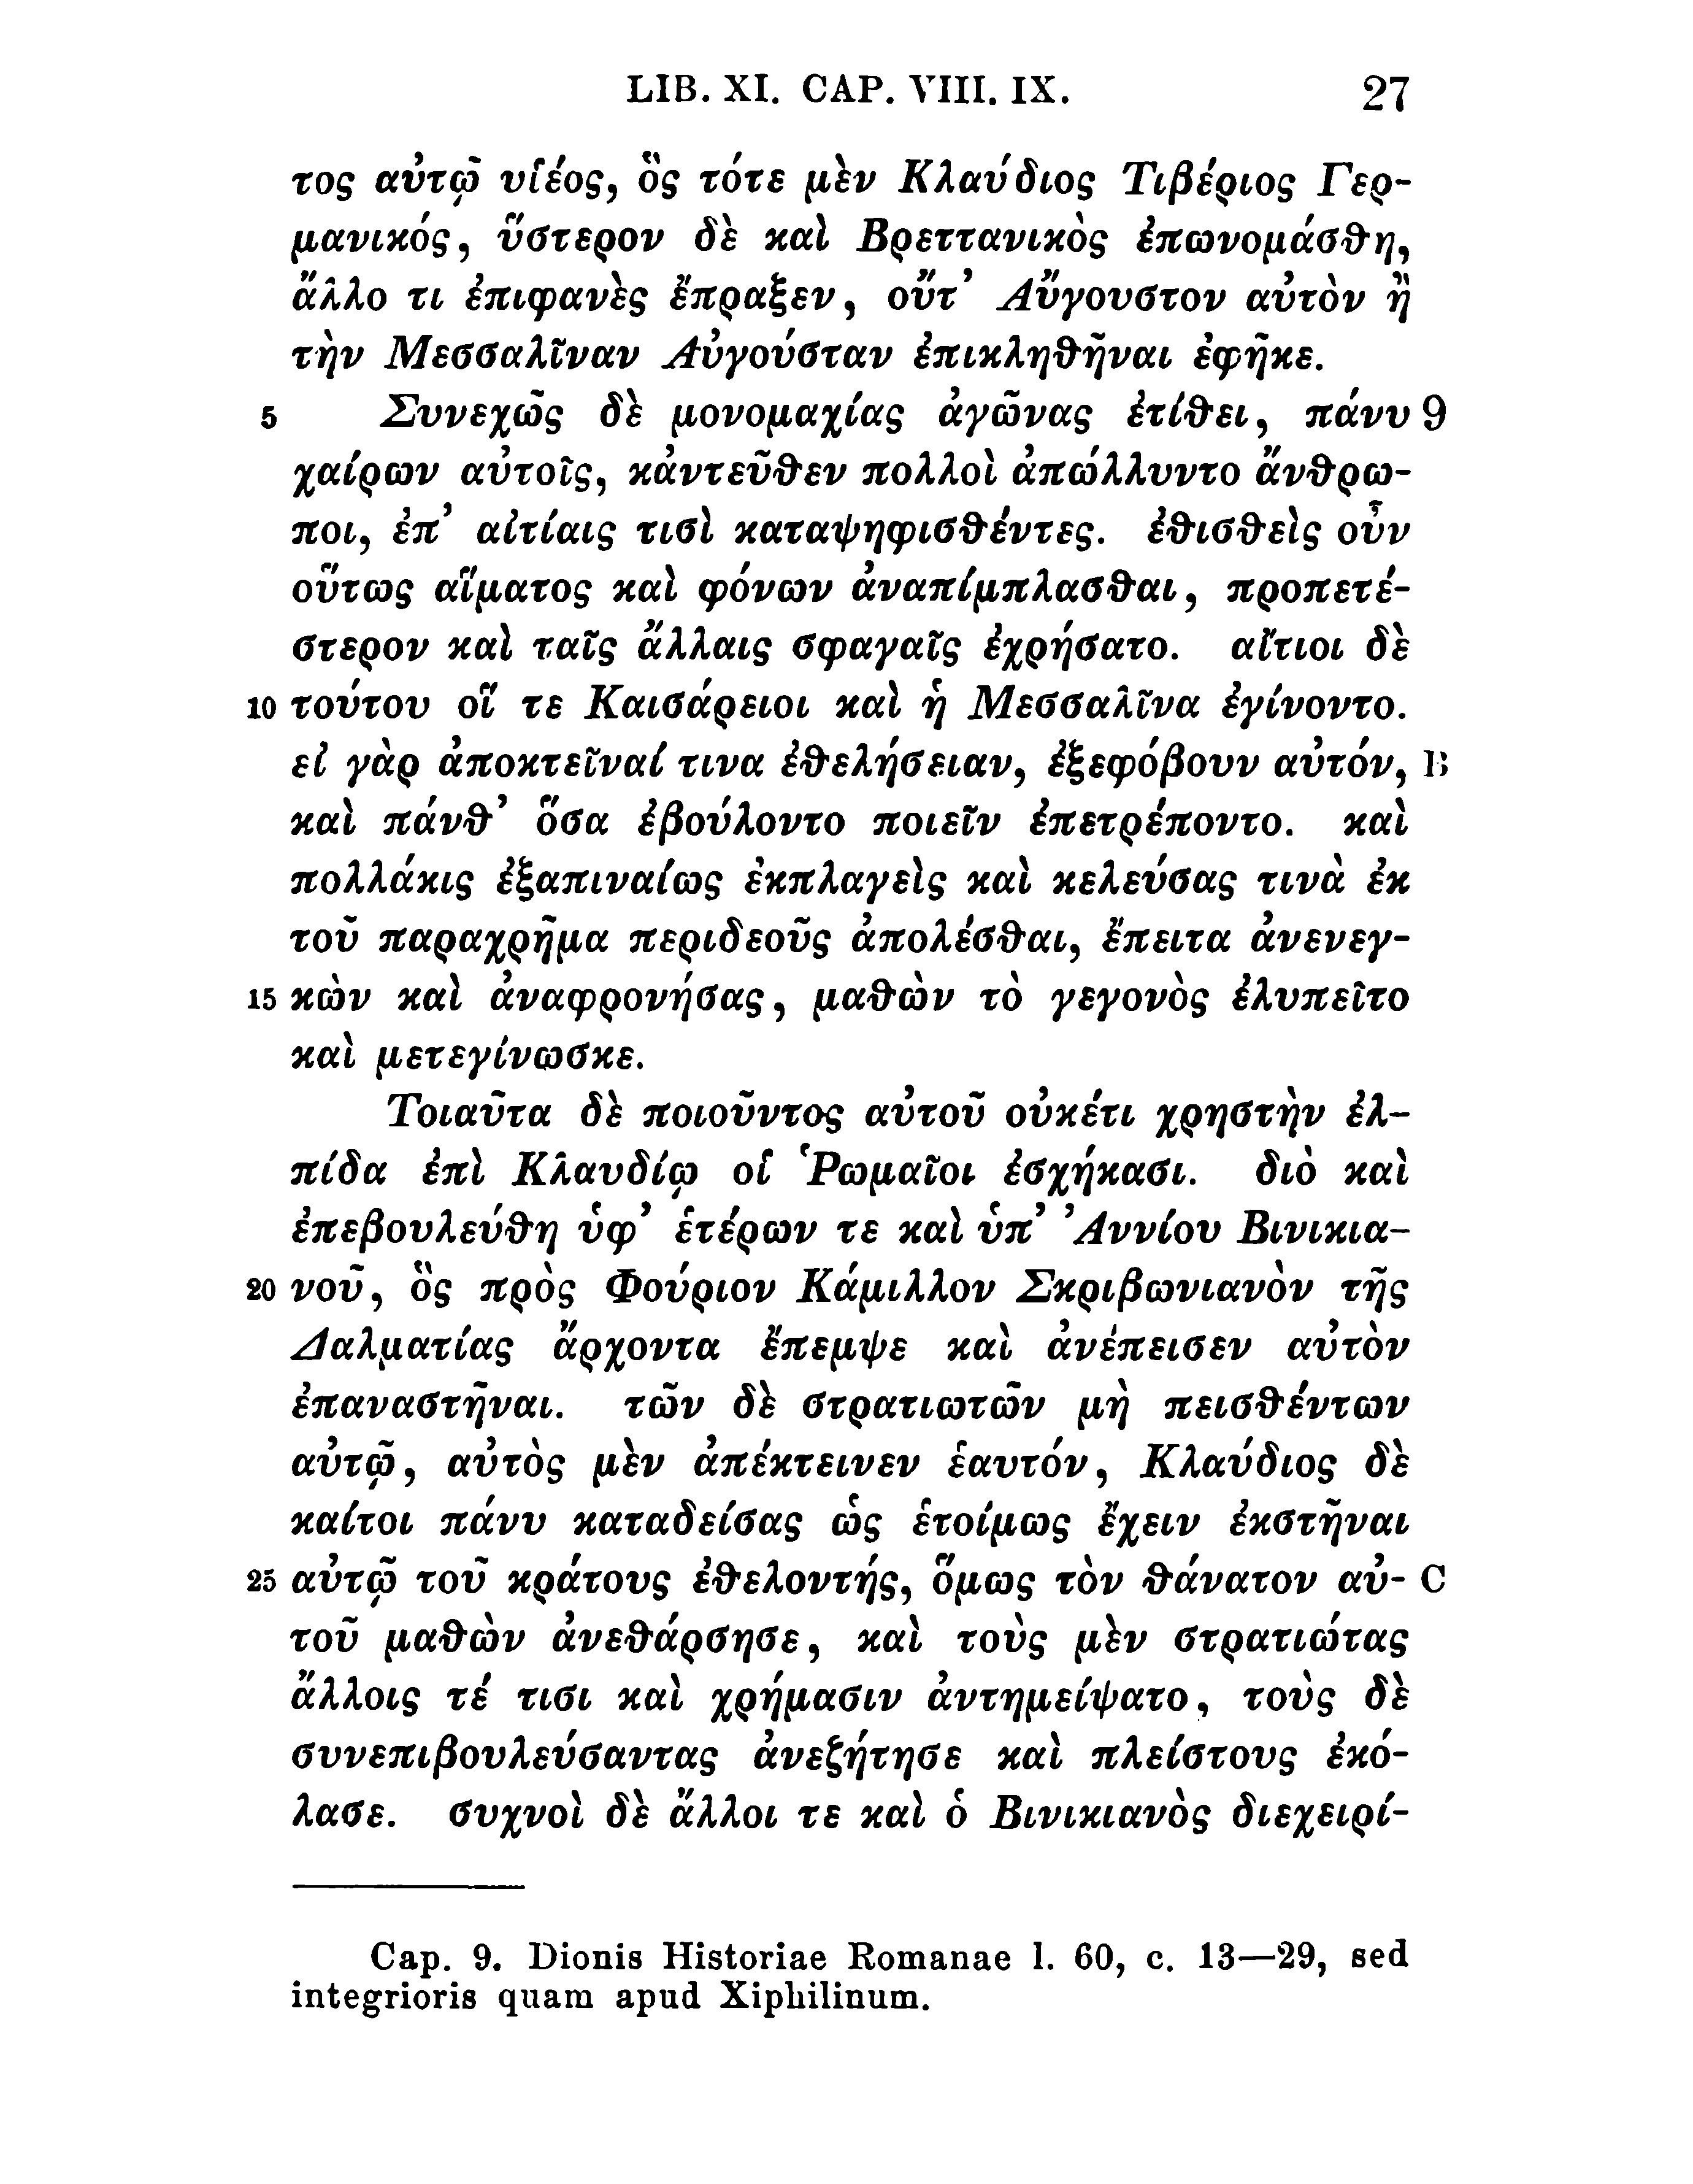 LIB. XI. CAP. VIII. IX. 27
τος αὐτῷ υἱέος, ὃς τότε μὲν Κλαύδιος Τιβέριος Γερ-
μανικός, ὕστερον δὲ καὶ Βρεττανικὸς ἐπωνομάσθη,
ἄλλο τι ἐπιφανὲς ἔπραξεν, οὔτ’ Αὔγουστον αὐτὸν ἢ
τὴν Μεσσαλῖναν Αὐγούσταν ἐπικληθῆναι ἐφῆκε.
5 Συνεχῶς δὲ μονομαχίας ἀγῶνας ἐτίθει, πάνυ 9
χαίρων αὐτοῖς, κἀντεῦθεν πολλοὶ ἀπώλλυντο ἄνθρω-
ποι, ἐπ’ αἰτίαις τισὶ καταψηφισθέντες. ἐθισθεὶς οὖν
οὕτως αἵματος καὶ φόνων ἀναπίμπλασθαι, προπετέ-
στερον καὶ ταῖς ἄλλαις σφαγαῖς ἐχρήσατο. αἴτιοι δὲ
10 τούτου οἵ τε Καισάρειοι καὶ ἡ Μεσσαλῖνα ἐγίνοντο.
εἰ γὰρ ἀποκτεῖναί τινα ἐθελήσειαν, ἐξεφόβουν αὐτόν, B
καὶ πάνθ’ ὅσα ἐβούλοντο ποιεῖν ἐπετρέποντο. καὶ
πολλάκις ἐξαπιναίως ἐκπλαγεὶς καὶ κελεύσας τινὰ ἐκ
τοῦ παραχρῆμα περιδεοῦς ἀπολέσθαι, ἔπειτα ἀνενεγ-
15 κὼν καὶ ἀναφρονήσας, μαθὼν τὸ γεγονὸς ἐλυπεῖτο
καὶ μετεγίνωσκε.
Τοιαῦτα δὲ ποιοῦντος αὐτοῦ οὐκέτι χρηστὴν ἐλ-
πίδα ἐπὶ Κλαυδίῳ οἱ Ῥωμαῖοι ἐσχήκασι. διὸ καὶ
ἐπεβουλεύθη ὑφ’ ἑτέρων τε καὶ ὑπ’ Ἀννίου Βινικια-
20 νοῦ, ὃς πρὸς Φούριον Κάμιλλον Σκριβωνιανὸν τῆς
Δαλματίας ἄρχοντα ἔπεμψε καὶ ἀνέπεισεν αὐτὸν
ἐπαναστῆναι. τῶν δὲ στρατιωτῶν μὴ πεισθέντων
αὐτῷ, αὐτὸς μὲν ἀπέκτεινεν ἑαυτόν, Κλαύδιος δὲ
καίτοι πάνυ καταδείσας ὡς ἑτοίμως ἔχειν ἐκστῆναι
25 αὐτῷ τοῦ κράτους ἐθελοντής, ὅμως τὸν θάνατον αὐ- C
τοῦ μαθὼν ἀνεθάρσησε, καὶ τοὺς μὲν στρατιώτας
ἄλλοις τέ τισι καὶ χρήμασιν ἀντημείψατο, τοὺς δὲ
συνεπιβουλεύσαντας ἀνεζήτησε καὶ πλείστους ἐκό-
λασε. συχνοὶ δὲ ἄλλοι τε καὶ ὁ Βινικιανὸς διεχειρί-
Cap. 9. Dionis Historiae Romanae l. 60, c. 13—29, sed
integrioris quam apud Xiphilinum.